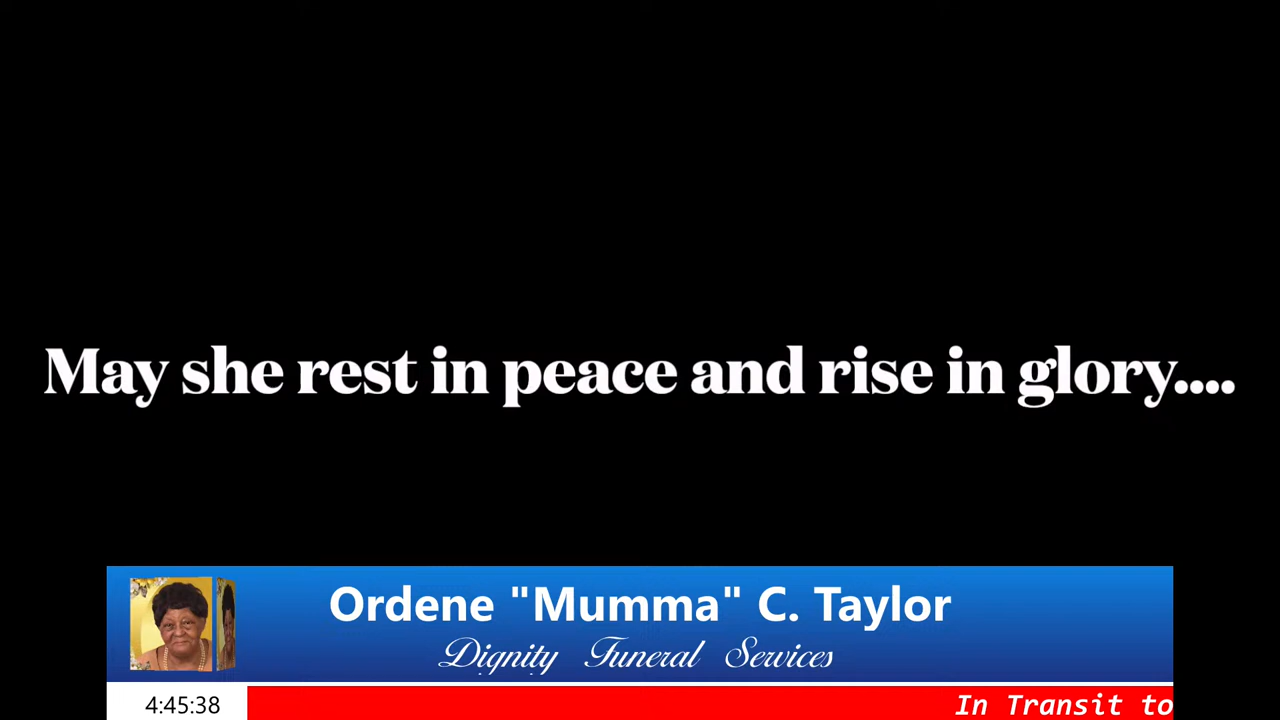 May she rest in peace and rise in glory....
Ordene "Mumma" C. Taylor
Dignity Funeral Services
4:45:38
In Transit to